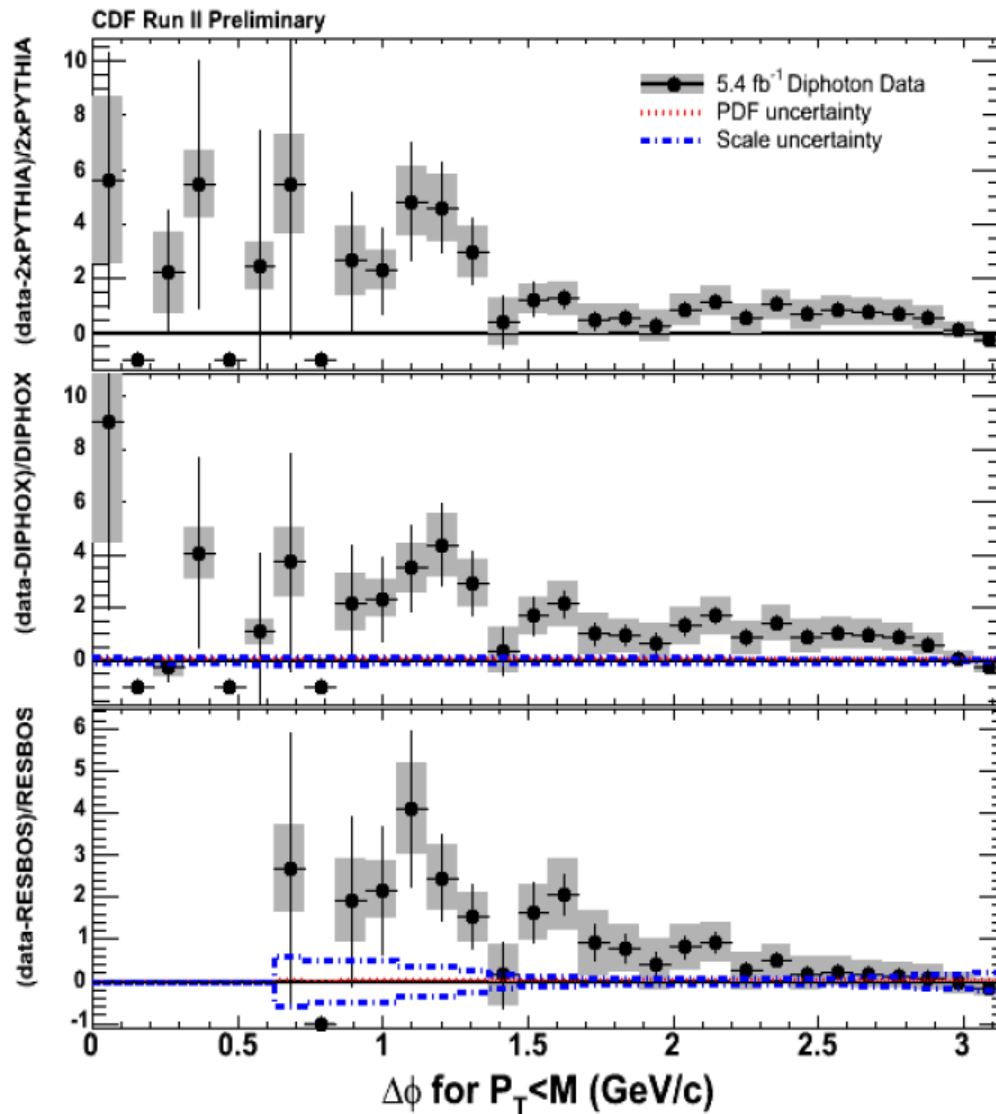 CDF Run II Preliminary
(data-2xPYTHIA)/2xPYTHIA
10
8
6
4
2
0
5.4 fb⁻¹ Diphoton Data
PDF uncertainty
Scale uncertainty
(data-DIPHOX)/DIPHOX
10
8
6
4
2
0
(data-RESBOS)/RESBOS
6
5
4
3
2
1
0
-1
0 0.5 1 1.5 2 2.5 3
Δϕ for P_T<M (GeV/c)